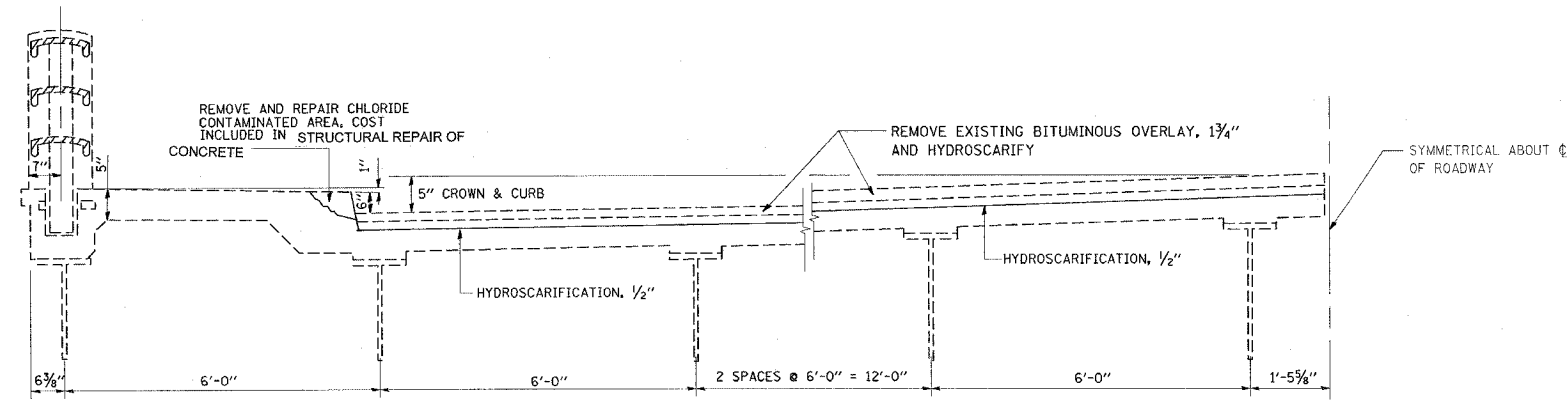 REMOVE AND REPAIR CHLORIDE
CONTAMINATED AREA, COST
INCLUDED IN STRUCTURAL REPAIR OF
CONCRETE
7"
5"
1"
6"
5" CROWN & CURB
REMOVE EXISTING BITUMINOUS OVERLAY, 1¾"
AND HYDROSCARIFY
SYMMETRICAL ABOUT ℄
OF ROADWAY
HYDROSCARIFICATION, ½"
HYDROSCARIFICATION, ½"
6⅜"
6'-0"
6'-0"
2 SPACES @ 6'-0" = 12'-0"
6'-0"
1'-5⅝"